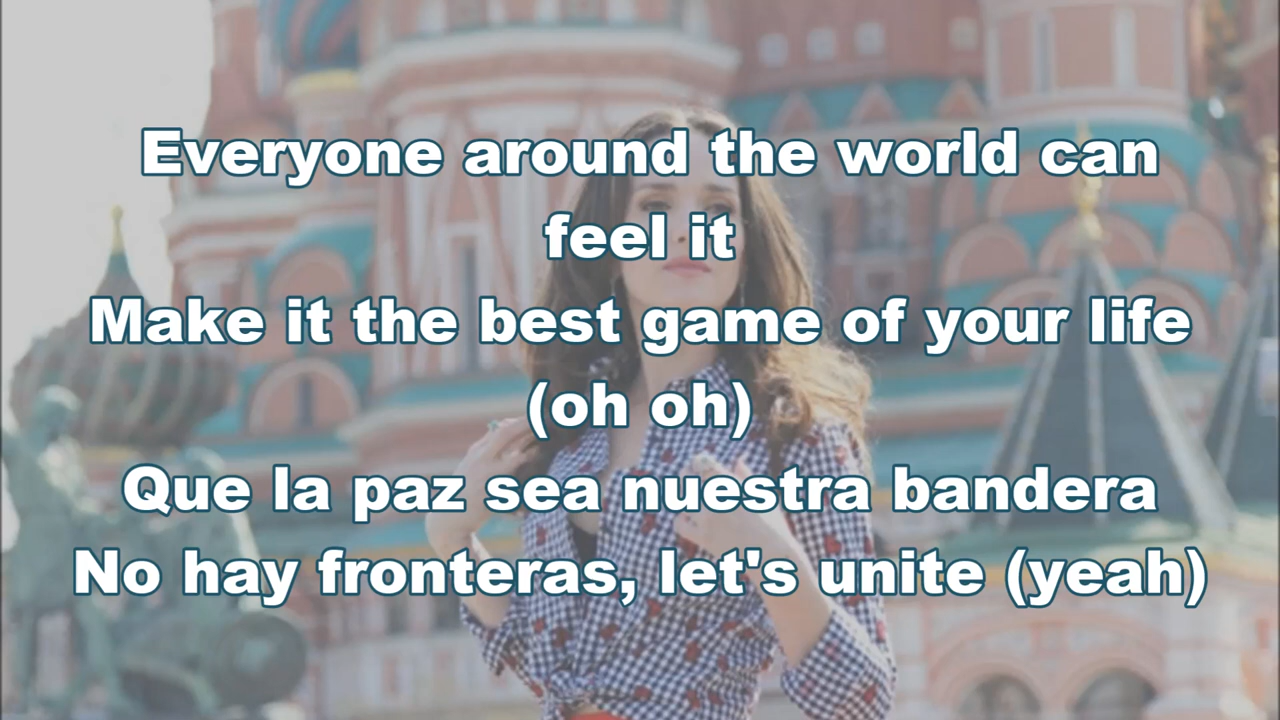 Everyone around the world can
feel it
Make it the best game of your life
(oh oh)
Que la paz sea nuestra bandera
No hay fronteras, let's unite (yeah)